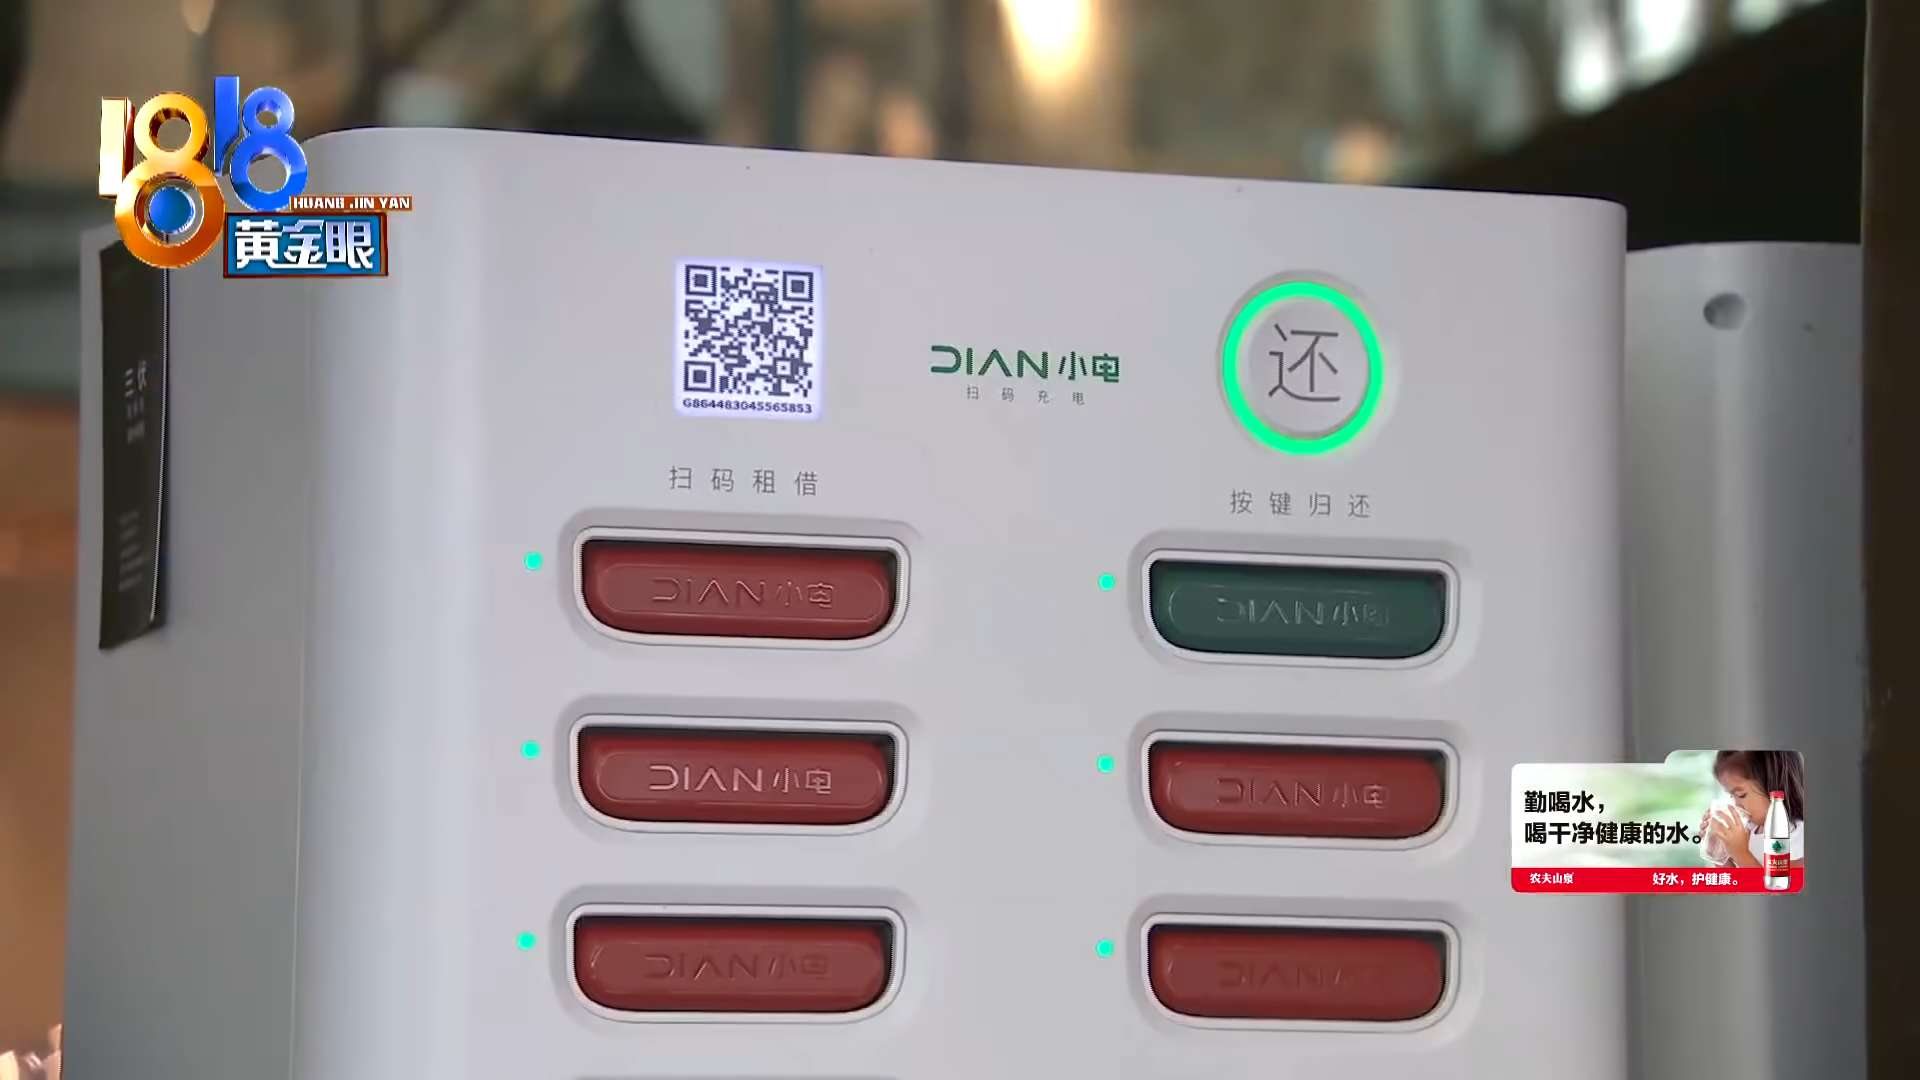 1818
HUANG JIN YAN
黄金眼
G864483045565853
DIAN小电
扫码充电
还
扫码租借
按键归还
DIAN小电
DIAN小电
DIAN小电
DIAN小电
DIAN小电
DIAN
勤喝水，
喝干净健康的水。
农夫山泉
好水，护健康。